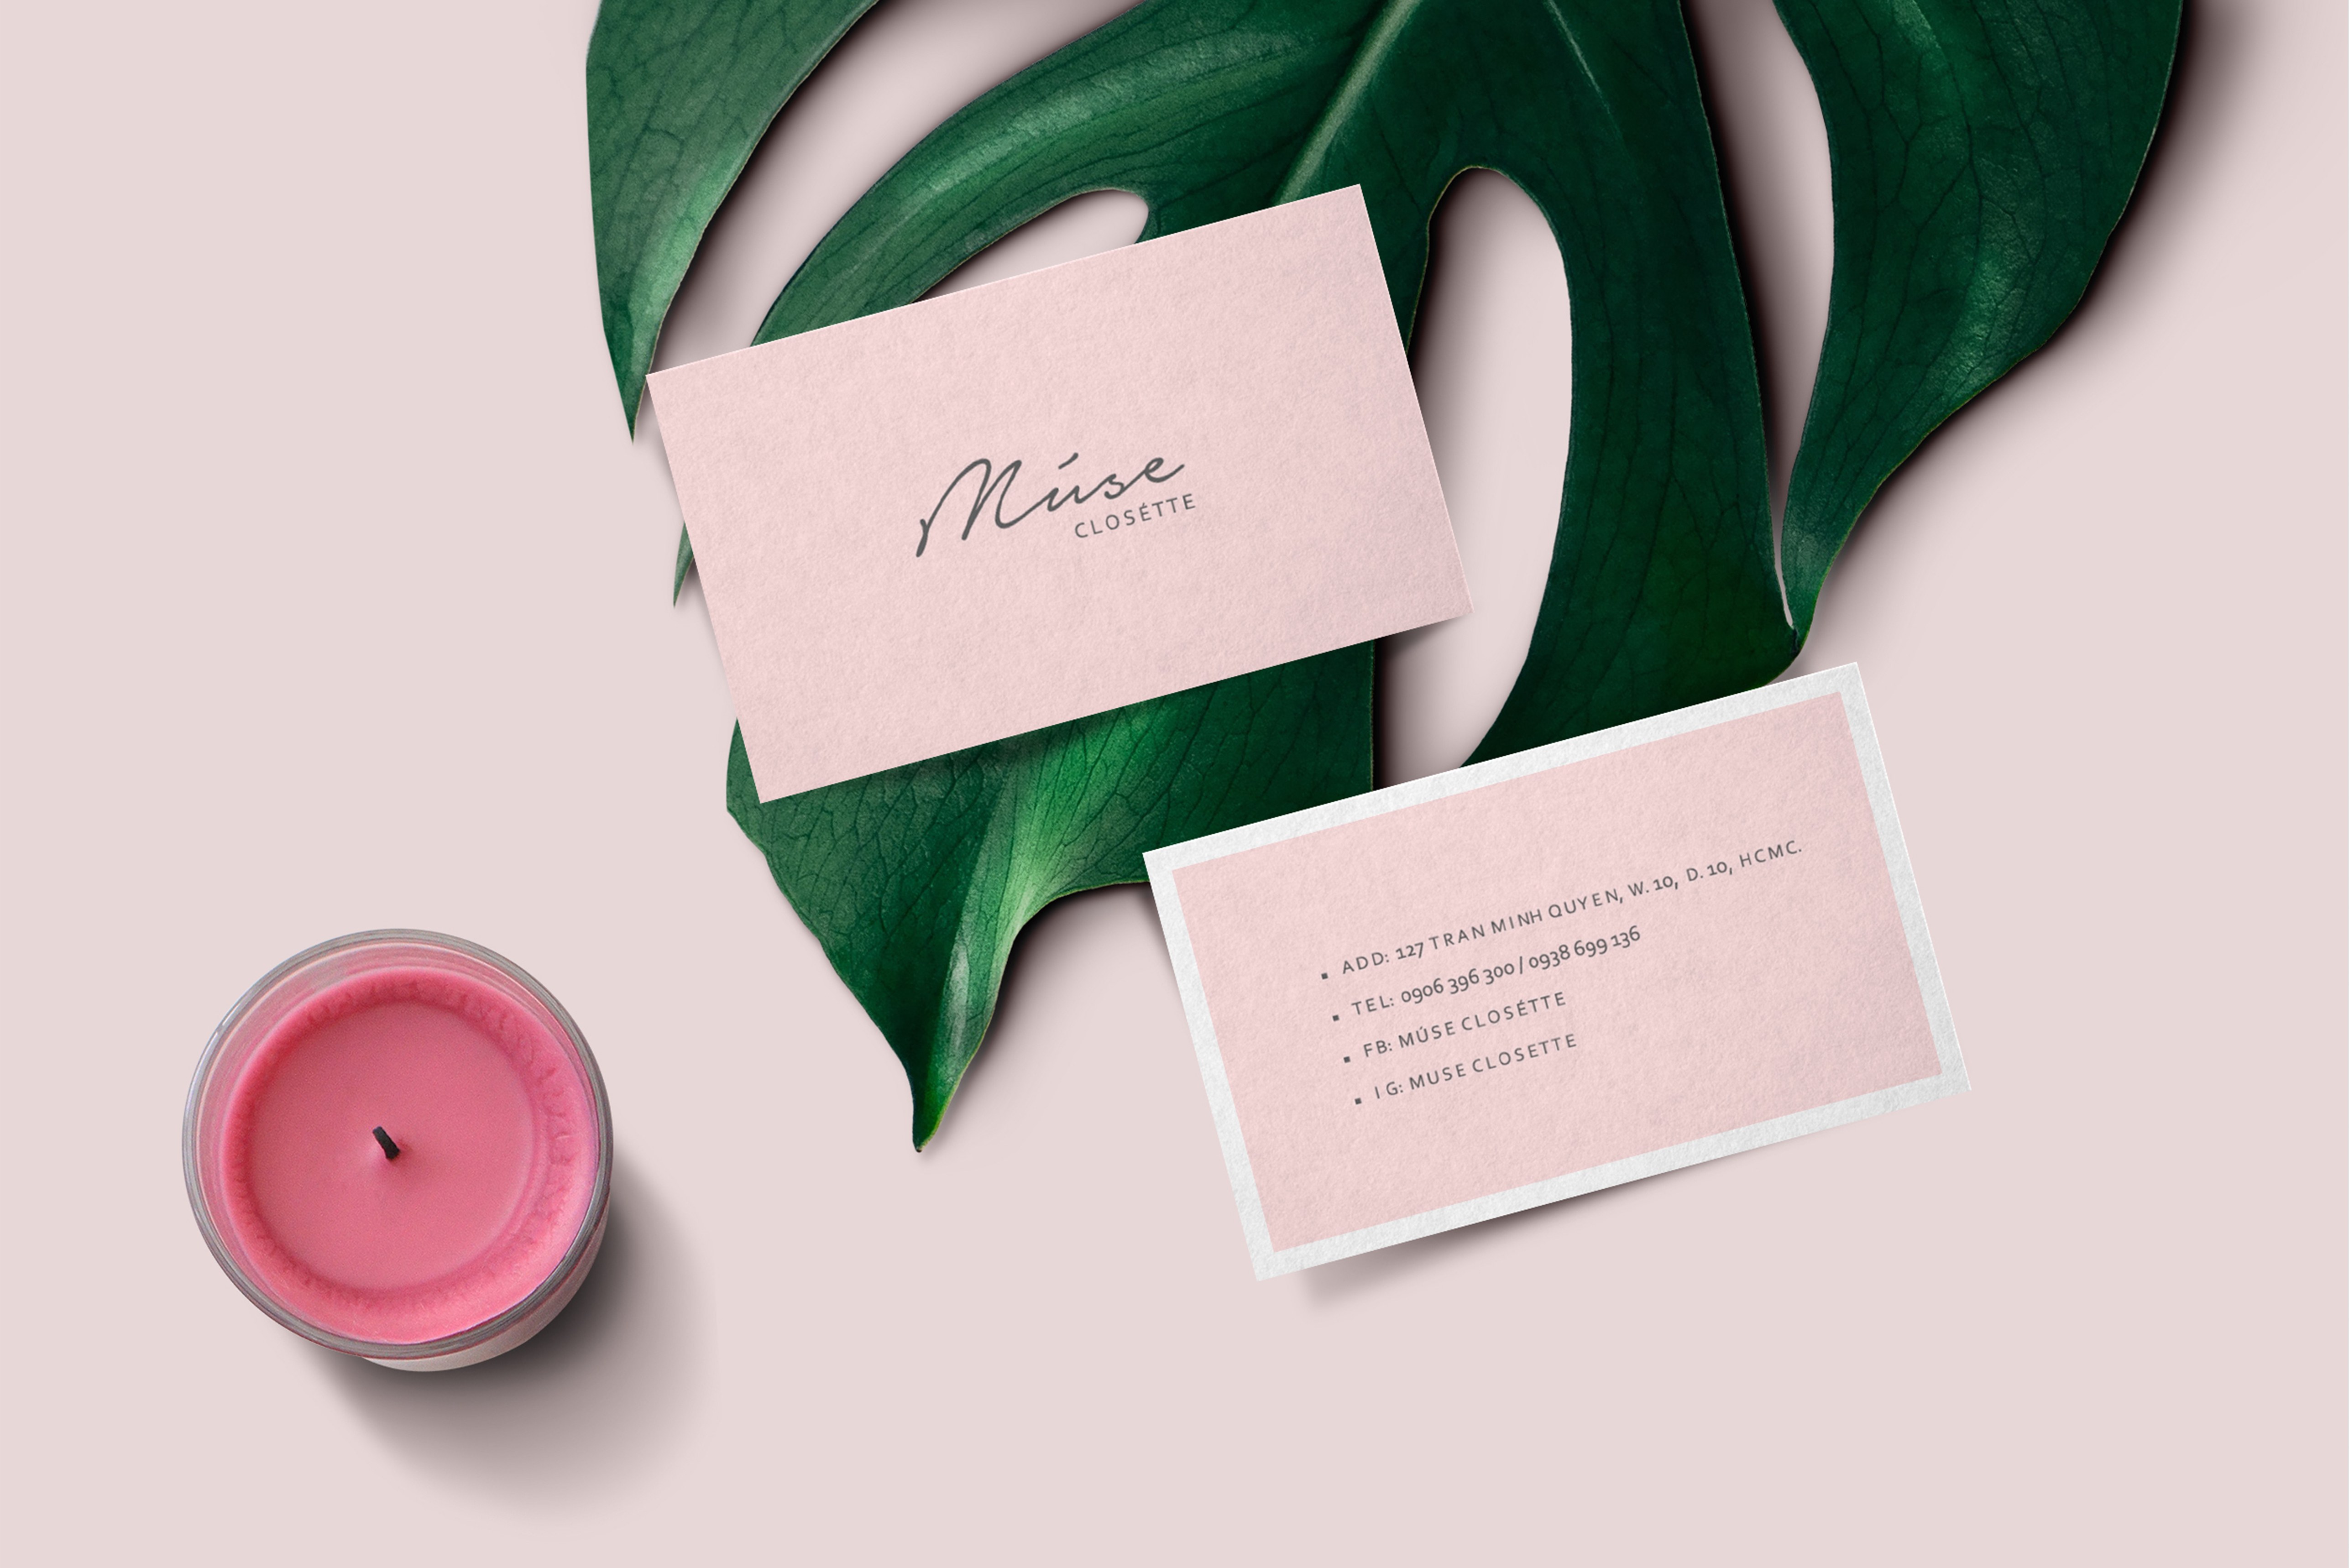 Múse
CLOSÉTTE
▪ ADD: 127 TRAN MINH QUYEN, W. 10, D. 10, HCMC.
▪ TEL: 0906 396 300 / 0938 699 136
▪ FB: MÚSE CLOSÉTTE
▪ IG: MUSE CLOSETTE